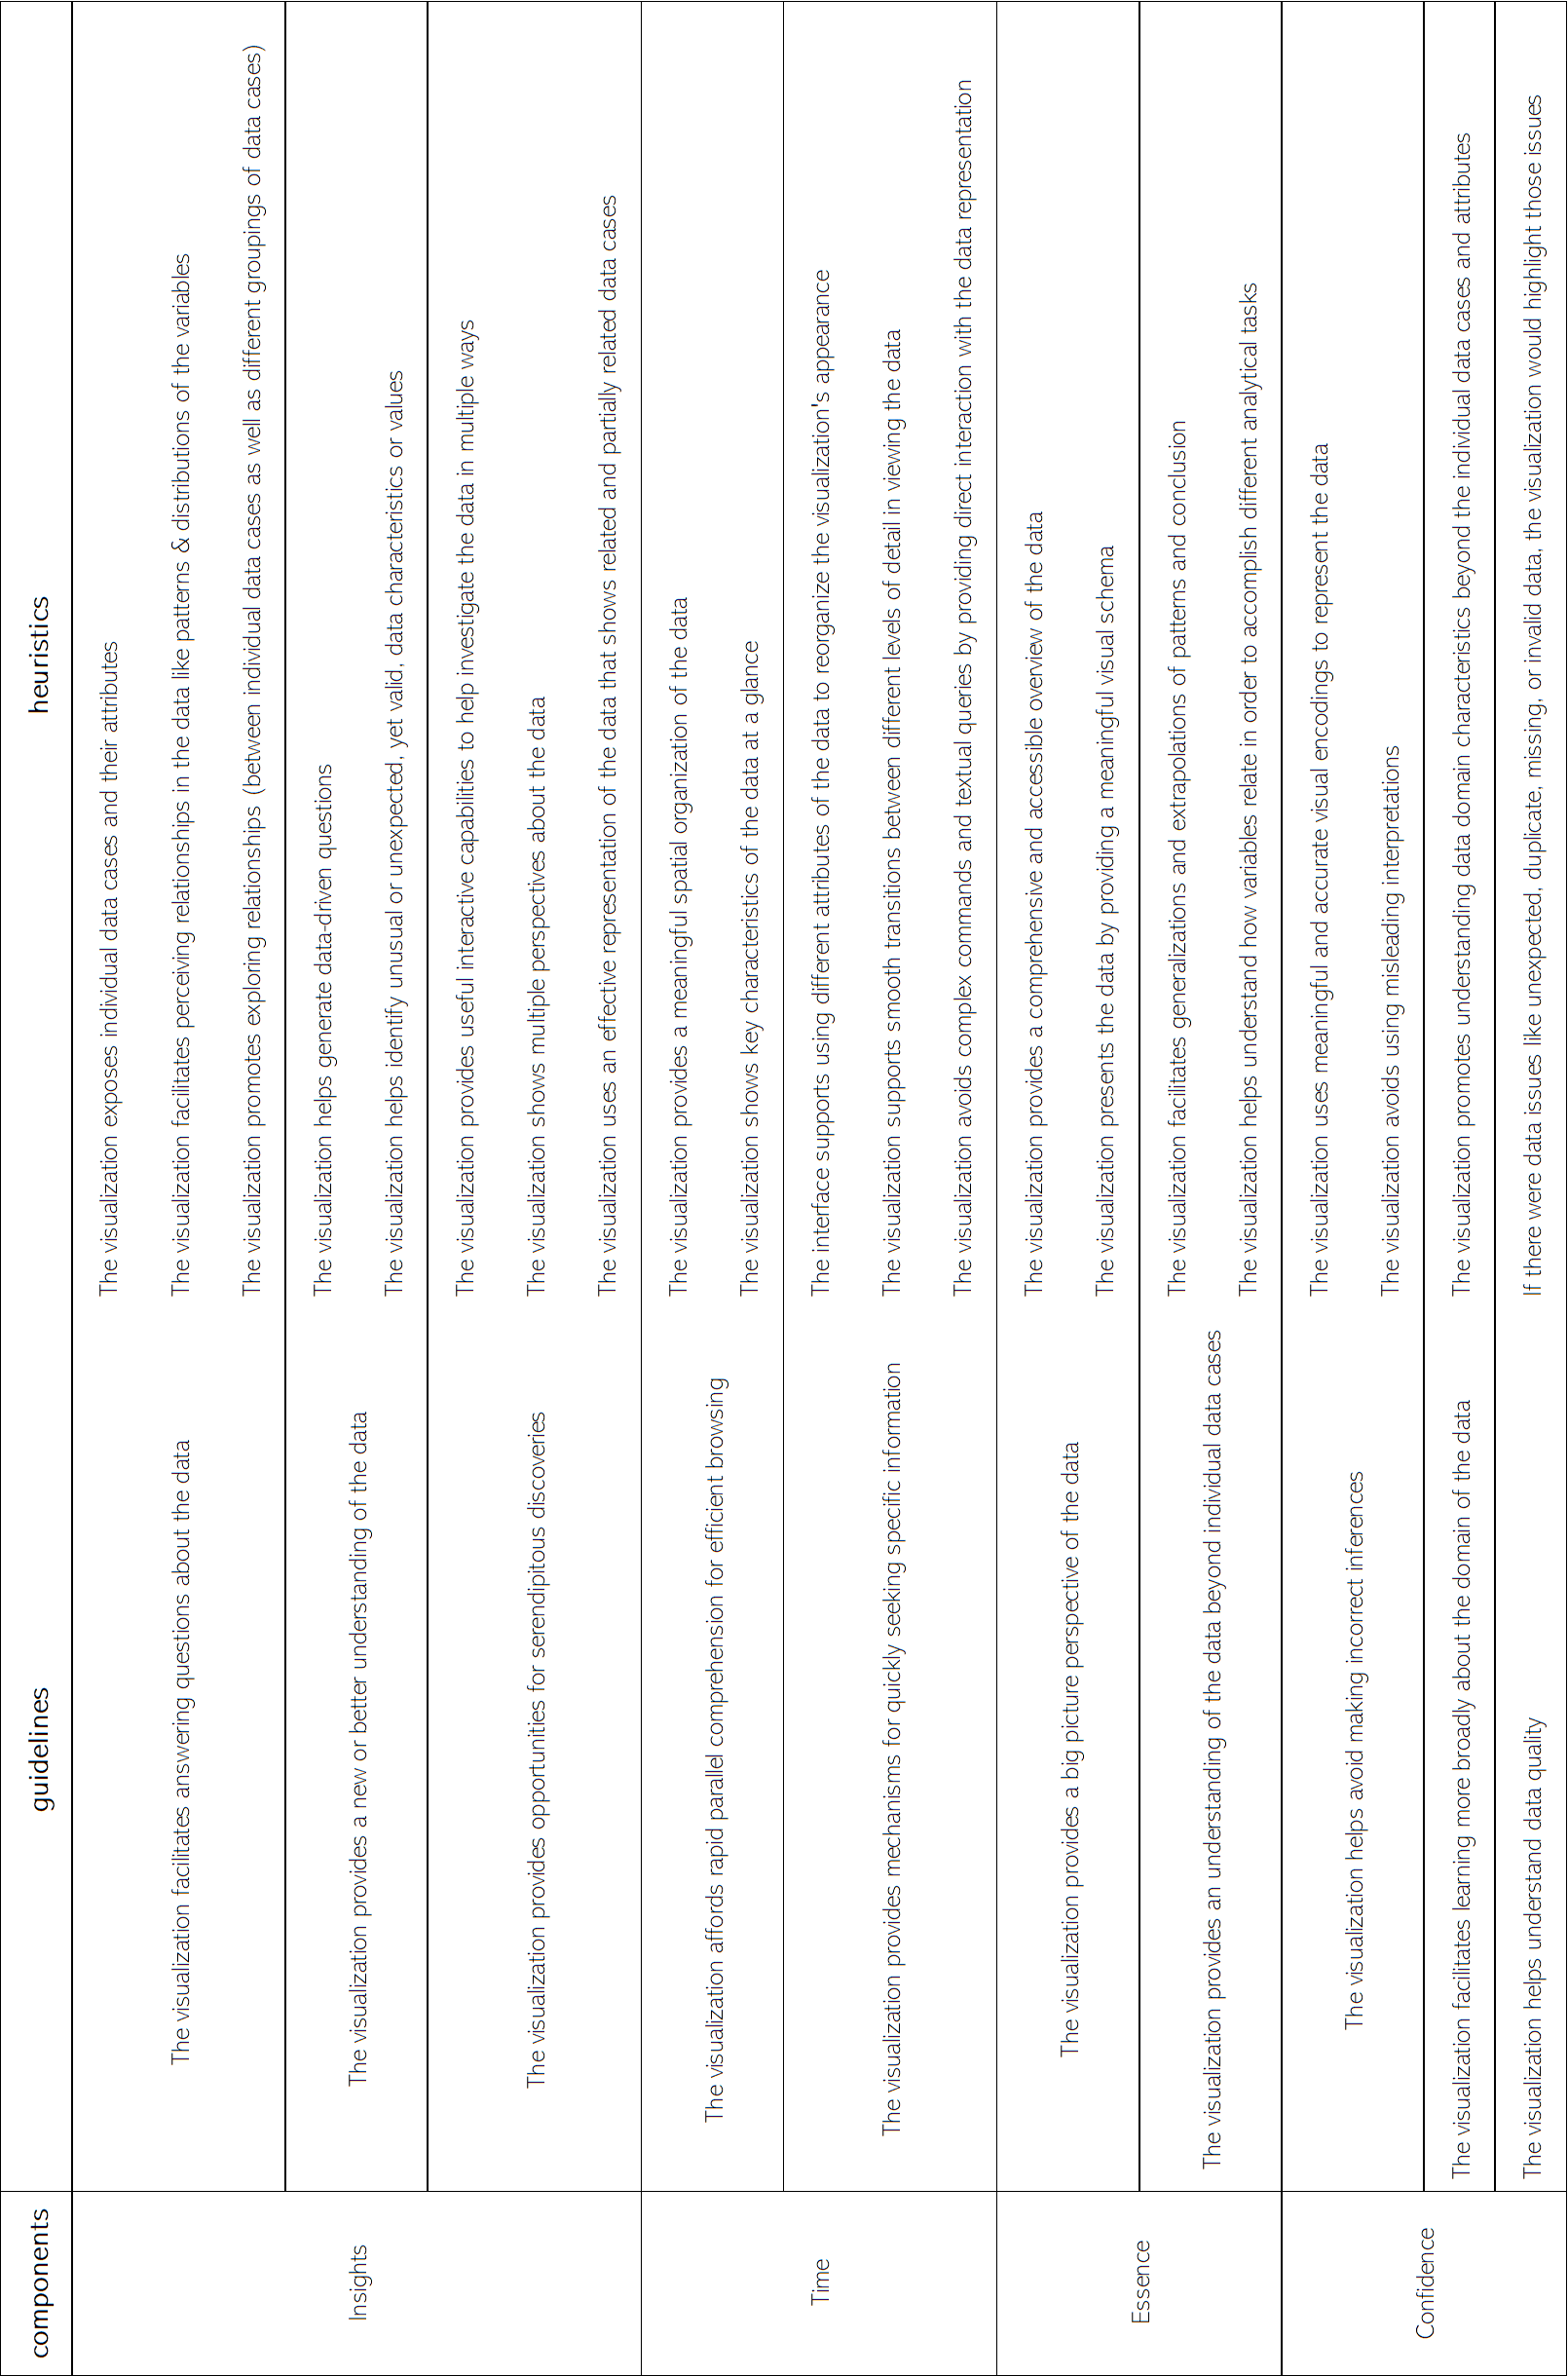 components guidelines heuristics
Insights
The visualization facilitates answering questions about the data
The visualization exposes individual data cases and their attributes
The visualization facilitates perceiving relationships in the data like patterns & distributions of the variables
The visualization promotes exploring relationships (between individual data cases as well as different groupings of data cases)
The visualization provides a new or better understanding of the data
The visualization helps generate data-driven questions
The visualization helps identify unusual or unexpected, yet valid, data characteristics or values
The visualization provides opportunities for serendipitous discoveries
The visualization provides useful interactive capabilities to help investigate the data in multiple ways
The visualization shows multiple perspectives about the data
The visualization uses an effective representation of the data that shows related and partially related data cases
Time
The visualization affords rapid parallel comprehension for efficient browsing
The visualization provides a meaningful spatial organization of the data
The visualization shows key characteristics of the data at a glance
The visualization provides mechanisms for quickly seeking specific information
The interface supports using different attributes of the data to reorganize the visualization's appearance
The visualization supports smooth transitions between different levels of detail in viewing the data
The visualization avoids complex commands and textual queries by providing direct interaction with the data representation
Essence
The visualization provides a big picture perspective of the data
The visualization provides a comprehensive and accessible overview of the data
The visualization presents the data by providing a meaningful visual schema
The visualization provides an understanding of the data beyond individual data cases
The visualization facilitates generalizations and extrapolations of patterns and conclusion
The visualization helps understand how variables relate in order to accomplish different analytical tasks
Confidence
The visualization helps avoid making incorrect inferences
The visualization uses meaningful and accurate visual encodings to represent the data
The visualization avoids using misleading interpretations
The visualization facilitates learning more broadly about the domain of the data
The visualization promotes understanding data domain characteristics beyond the individual data cases and attributes
The visualization helps understand data quality
If there were data issues like unexpected, duplicate, missing, or invalid data, the visualization would highlight those issues